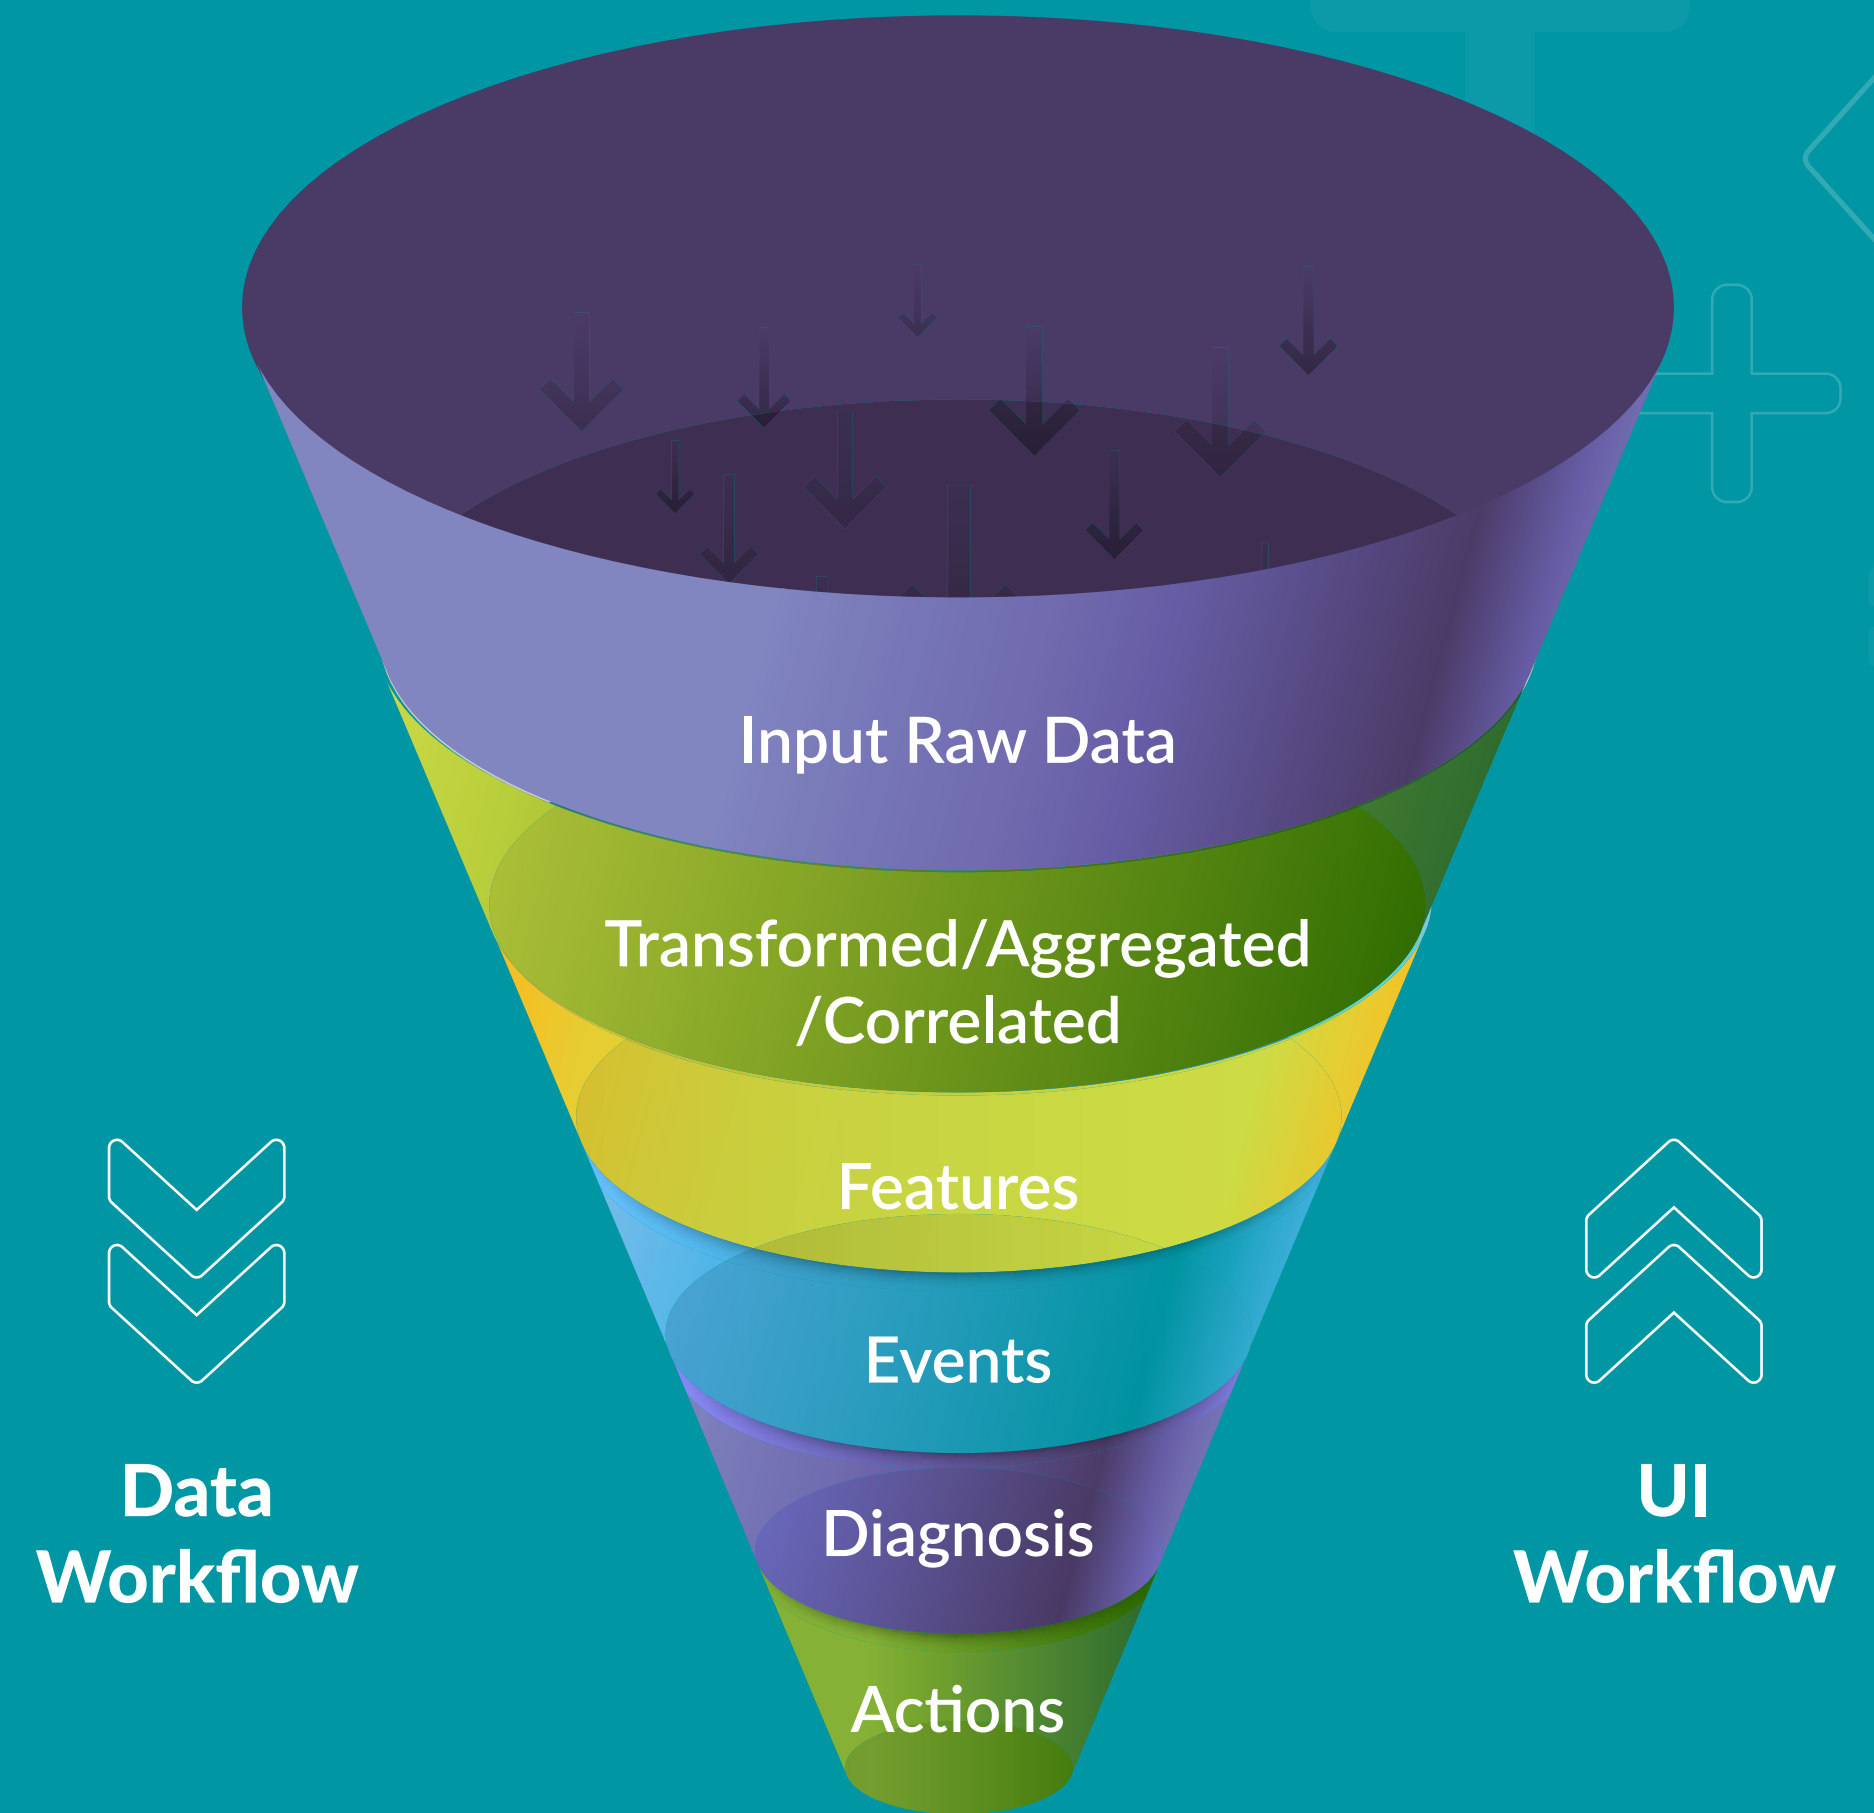 Input Raw Data
Transformed/Aggregated
/Correlated
Features
Events
Diagnosis
Actions
Data
Workflow
UI
Workflow